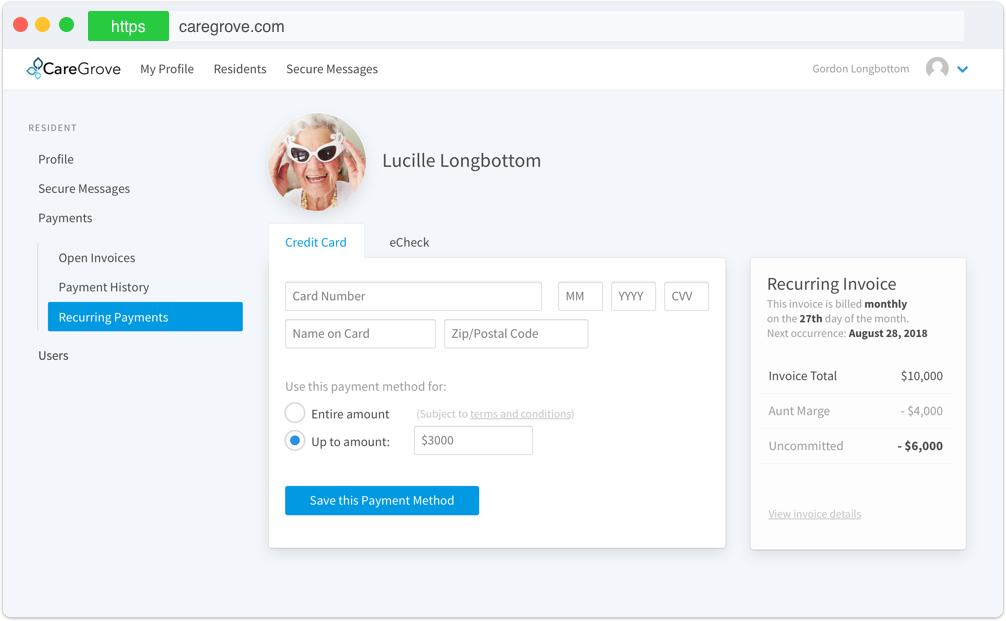 https caregrove.com
CareGrove My Profile Residents Secure Messages Gordon Longbottom
RESIDENT
Profile
Secure Messages
Payments
Open Invoices
Payment History
Recurring Payments
Users
Lucille Longbottom
Credit Card eCheck
Card Number MM YYYY CVV
Name on Card Zip/Postal Code
Use this payment method for:
Entire amount (Subject to terms and conditions)
Up to amount: $3000
Save this Payment Method
Recurring Invoice
This invoice is billed monthly
on the 27th day of the month.
Next occurrence: August 28, 2018
Invoice Total $10,000
Aunt Marge - $4,000
Uncommitted - $6,000
View invoice details